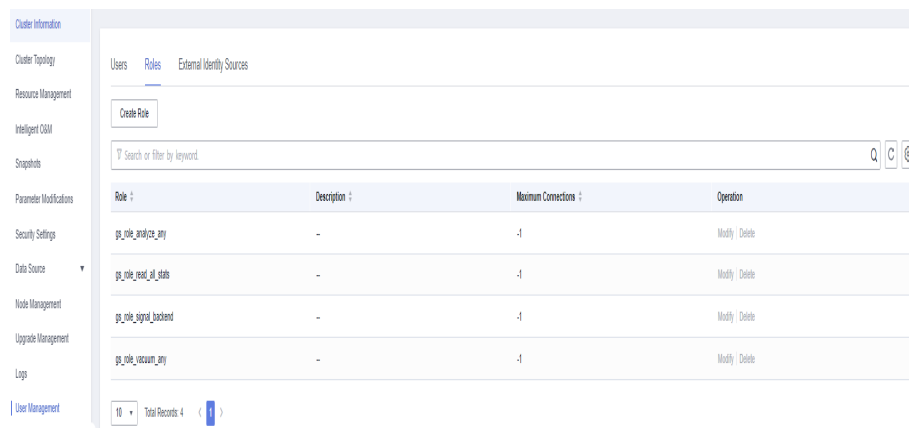 Cluster Information
Cluster Topology
Resource Management
Intelligent O&M
Snapshots
Parameter Modifications
Security Settings
Data Source
Node Management
Upgrade Management
Logs
User Management
Users Roles External Identity Sources
Create Role
Search or filter by keyword.
Role Description Maximum Connections Operation
gs_role_analyze_any -- -1 Modify | Delete
gs_role_read_all_stats -- -1 Modify | Delete
gs_role_signal_backend -- -1 Modify | Delete
gs_role_vacuum_any -- -1 Modify | Delete
10 Total Records: 4 < 1 >